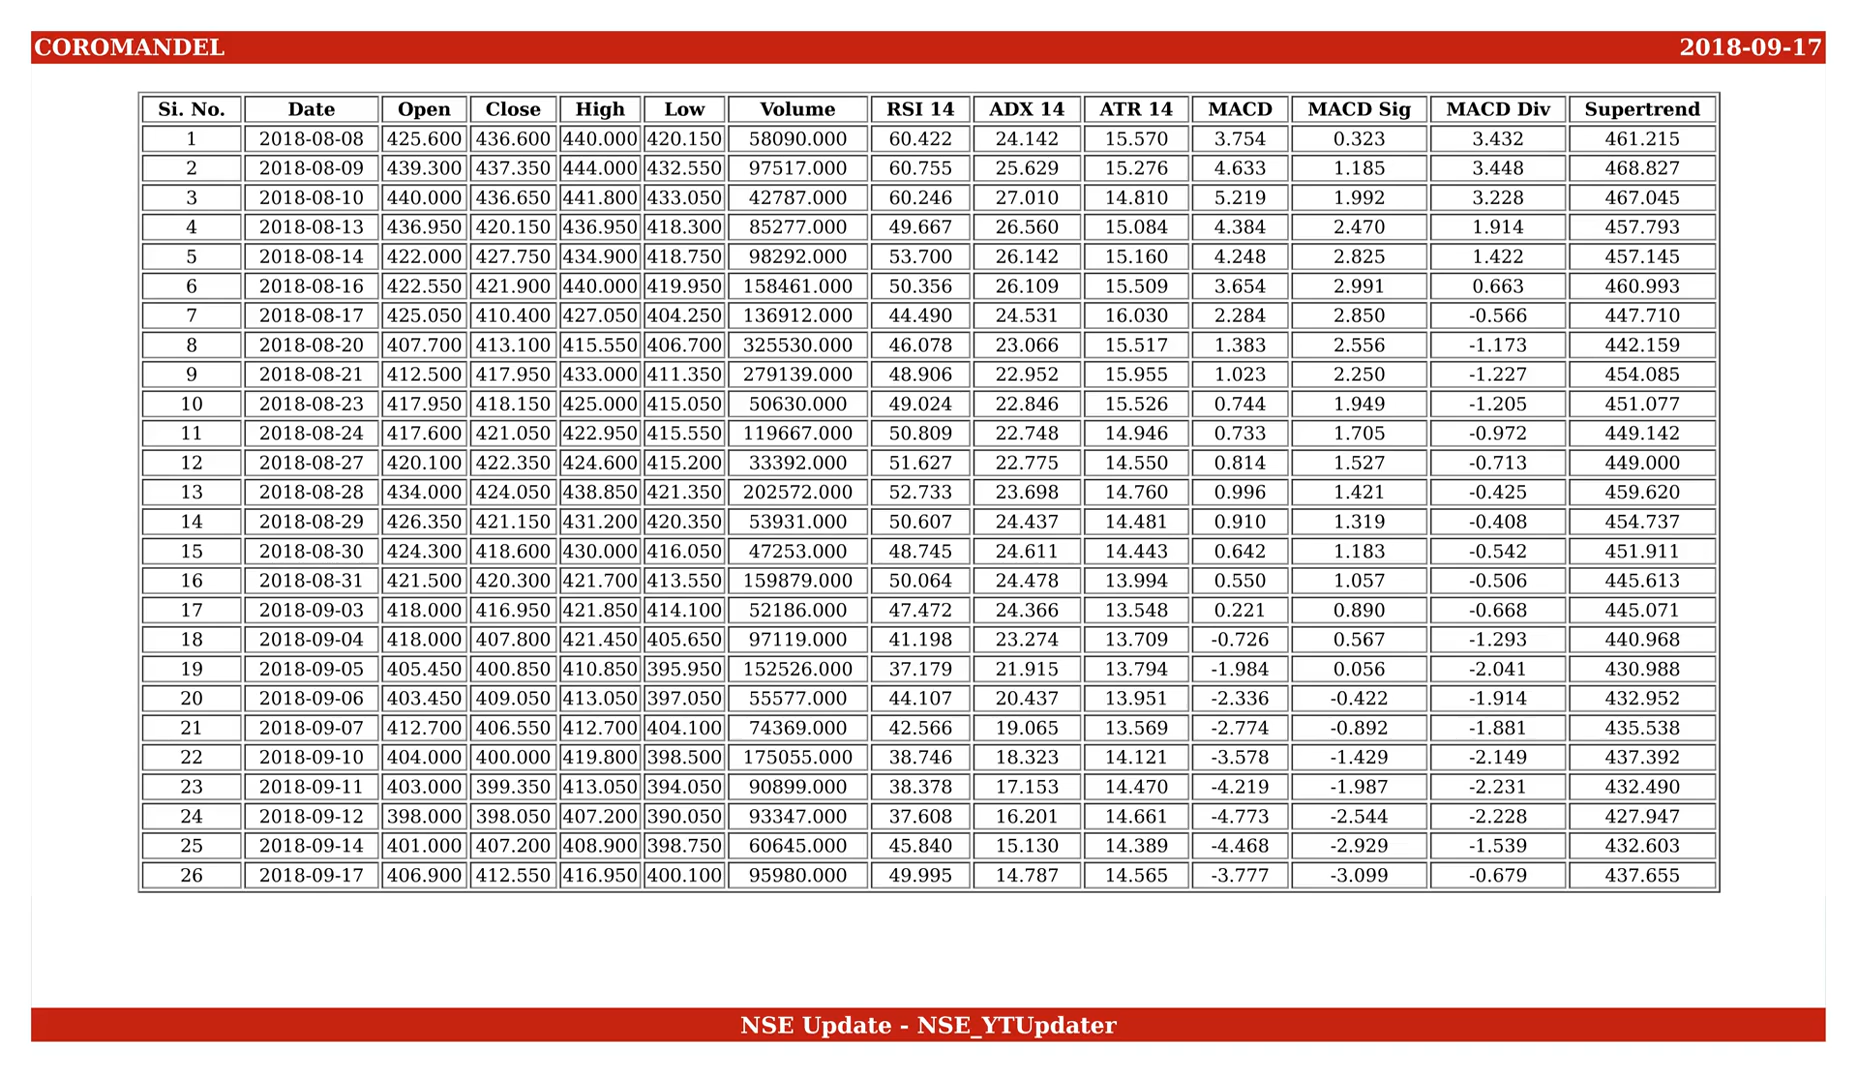 COROMANDEL 2018-09-17
Si. No. Date Open Close High Low Volume RSI 14 ADX 14 ATR 14 MACD MACD Sig MACD Div Supertrend
1 2018-08-08 425.600 436.600 440.000 420.150 58090.000 60.422 24.142 15.570 3.754 0.323 3.432 461.215
2 2018-08-09 439.300 437.350 444.000 432.550 97517.000 60.755 25.629 15.276 4.633 1.185 3.448 468.827
3 2018-08-10 440.000 436.650 441.800 433.050 42787.000 60.246 27.010 14.810 5.219 1.992 3.228 467.045
4 2018-08-13 436.950 420.150 436.950 418.300 85277.000 49.667 26.560 15.084 4.384 2.470 1.914 457.793
5 2018-08-14 422.000 427.750 434.900 418.750 98292.000 53.700 26.142 15.160 4.248 2.825 1.422 457.145
6 2018-08-16 422.550 421.900 440.000 419.950 158461.000 50.356 26.109 15.509 3.654 2.991 0.663 460.993
7 2018-08-17 425.050 410.400 427.050 404.250 136912.000 44.490 24.531 16.030 2.284 2.850 -0.566 447.710
8 2018-08-20 407.700 413.100 415.550 406.700 325530.000 46.078 23.066 15.517 1.383 2.556 -1.173 442.159
9 2018-08-21 412.500 417.950 433.000 411.350 279139.000 48.906 22.952 15.955 1.023 2.250 -1.227 454.085
10 2018-08-23 417.950 418.150 425.000 415.050 50630.000 49.024 22.846 15.526 0.744 1.949 -1.205 451.077
11 2018-08-24 417.600 421.050 422.950 415.550 119667.000 50.809 22.748 14.946 0.733 1.705 -0.972 449.142
12 2018-08-27 420.100 422.350 424.600 415.200 33392.000 51.627 22.775 14.550 0.814 1.527 -0.713 449.000
13 2018-08-28 434.000 424.050 438.850 421.350 202572.000 52.733 23.698 14.760 0.996 1.421 -0.425 459.620
14 2018-08-29 426.350 421.150 431.200 420.350 53931.000 50.607 24.437 14.481 0.910 1.319 -0.408 454.737
15 2018-08-30 424.300 418.600 430.000 416.050 47253.000 48.745 24.611 14.443 0.642 1.183 -0.542 451.911
16 2018-08-31 421.500 420.300 421.700 413.550 159879.000 50.064 24.478 13.994 0.550 1.057 -0.506 445.613
17 2018-09-03 418.000 416.950 421.850 414.100 52186.000 47.472 24.366 13.548 0.221 0.890 -0.668 445.071
18 2018-09-04 418.000 407.800 421.450 405.650 97119.000 41.198 23.274 13.709 -0.726 0.567 -1.293 440.968
19 2018-09-05 405.450 400.850 410.850 395.950 152526.000 37.179 21.915 13.794 -1.984 0.056 -2.041 430.988
20 2018-09-06 403.450 409.050 413.050 397.050 55577.000 44.107 20.437 13.951 -2.336 -0.422 -1.914 432.952
21 2018-09-07 412.700 406.550 412.700 404.100 74369.000 42.566 19.065 13.569 -2.774 -0.892 -1.881 435.538
22 2018-09-10 404.000 400.000 419.800 398.500 175055.000 38.746 18.323 14.121 -3.578 -1.429 -2.149 437.392
23 2018-09-11 403.000 399.350 413.050 394.050 90899.000 38.378 17.153 14.470 -4.219 -1.987 -2.231 432.490
24 2018-09-12 398.000 398.050 407.200 390.050 93347.000 37.608 16.201 14.661 -4.773 -2.544 -2.228 427.947
25 2018-09-14 401.000 407.200 408.900 398.750 60645.000 45.840 15.130 14.389 -4.468 -2.929 -1.539 432.603
26 2018-09-17 406.900 412.550 416.950 400.100 95980.000 49.995 14.787 14.565 -3.777 -3.099 -0.679 437.655
NSE Update - NSE_YTUpdater